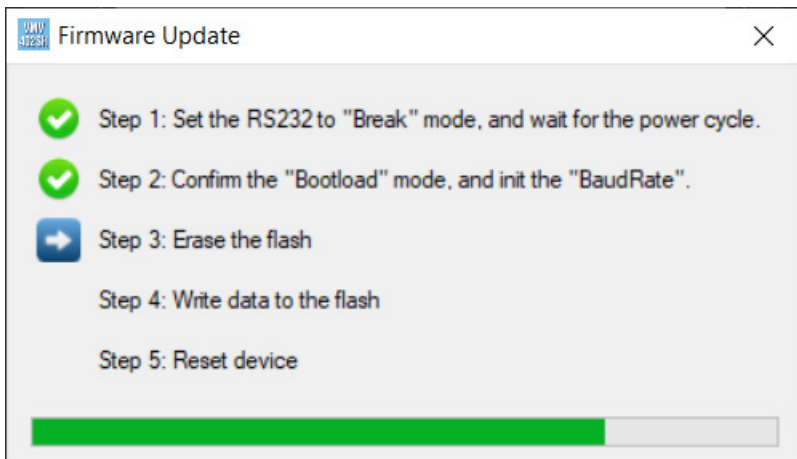 VMV
402SH
Firmware Update
Step 1: Set the RS232 to "Break" mode, and wait for the power cycle.
Step 2: Confirm the "Bootload" mode, and init the "BaudRate".
Step 3: Erase the flash
Step 4: Write data to the flash
Step 5: Reset device